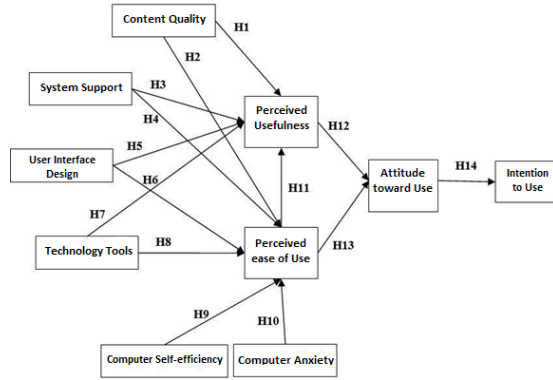 Content Quality
H1
H2
System Support
H3
H4
Perceived
Usefulness
H12
H5
User Interface
Design
H6
H11
Attitude
toward Use
H14
Intention
to Use
H7
Technology Tools
H8
Perceived
ease of Use
H13
H9
H10
Computer Self-efficiency
Computer Anxiety